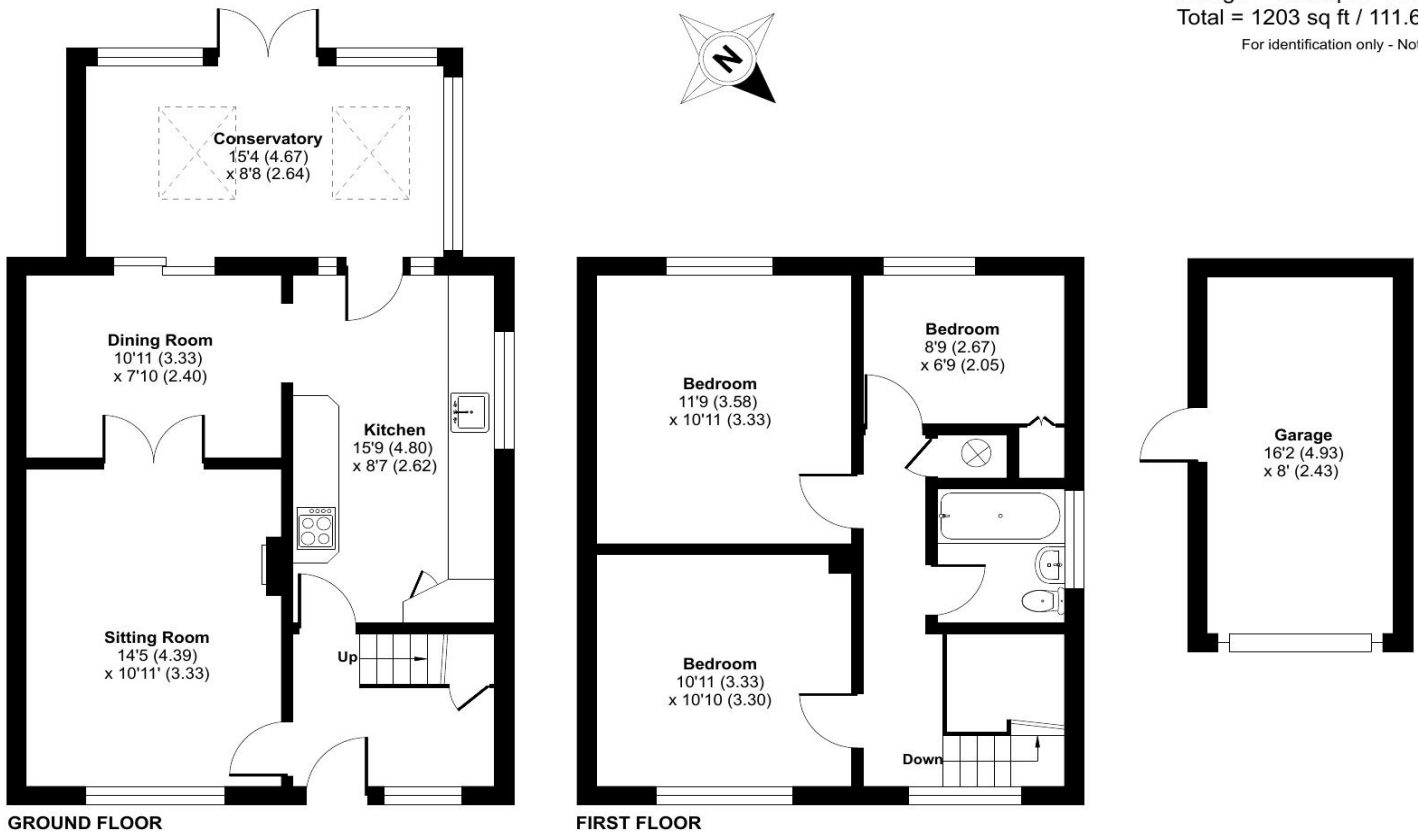 Total = 1203 sq ft / 111.6
For identification only - Not
N
Conservatory
15'4 (4.67)
x 8'8 (2.64)
Dining Room
10'11 (3.33)
x 7'10 (2.40)
Kitchen
15'9 (4.80)
x 8'7 (2.62)
Sitting Room
14'5 (4.39)
x 10'11' (3.33)
Up
GROUND FLOOR
Bedroom
11'9 (3.58)
x 10'11 (3.33)
Bedroom
8'9 (2.67)
x 6'9 (2.05)
Bedroom
10'11 (3.33)
x 10'10 (3.30)
Down
FIRST FLOOR
Garage
16'2 (4.93)
x 8' (2.43)